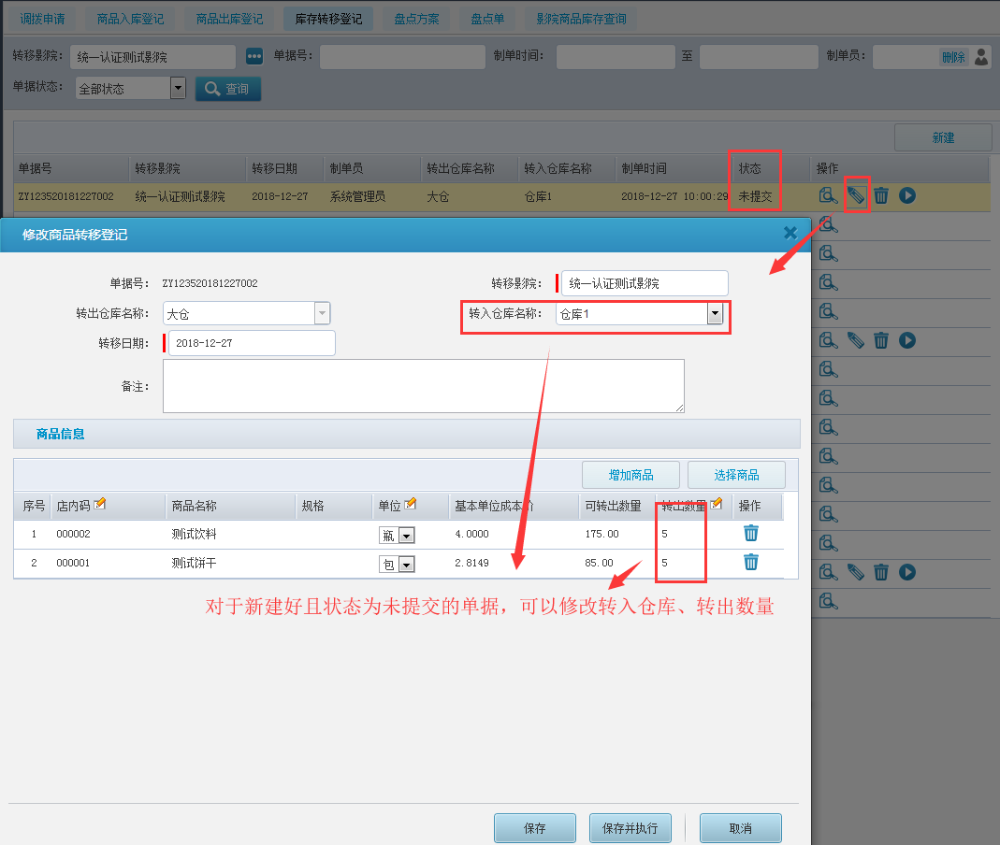 调拨申请 商品入库登记 商品出库登记 库存转移登记 盘点方案 盘点单 影院商品库存查询
转移影院： 统一认证测试影院 单据号： 制单时间： 至 制单员： 删除
单据状态： 全部状态 查询
新建
单据号 转移影院 转移日期 制单员 转出仓库名称 转入仓库名称 制单时间 状态 操作
ZY123520181227002 统一认证测试影院 2018-12-27 系统管理员 大仓 仓库1 2018-12-27 10:00:29 未提交
修改商品转移登记
单据号： ZY123520181227002 转移影院： 统一认证测试影院
转出仓库名称： 大仓 转入仓库名称： 仓库1
转移日期： 2018-12-27
备注：
商品信息
增加商品 选择商品
序号 店内码 商品名称 规格 单位 基本单位成本价 可转出数量 转出数量 操作
1 000002 测试饮料 瓶 4.0000 175.00 5
2 000001 测试饼干 包 2.8149 85.00 5
对于新建好且状态为未提交的单据，可以修改转入仓库、转出数量
保存 保存并执行 取消